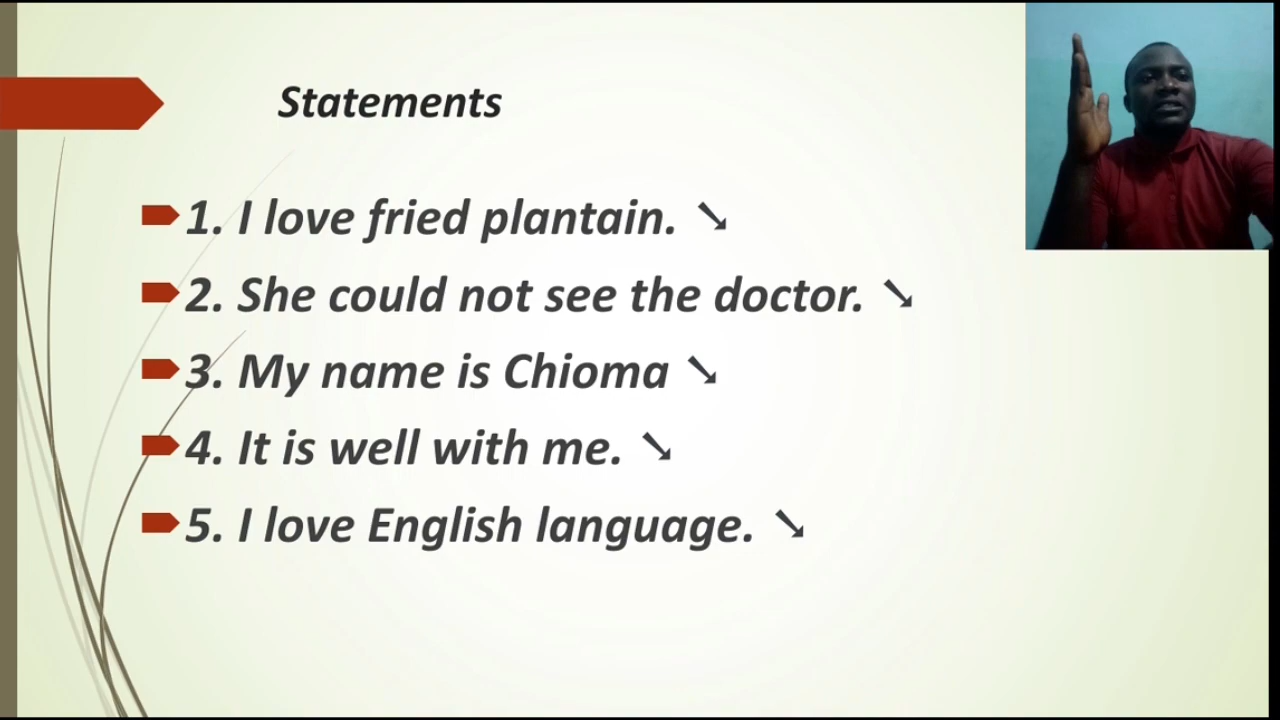 Statements
1. I love fried plantain. ➘
2. She could not see the doctor. ➘
3. My name is Chioma ➘
4. It is well with me. ➘
5. I love English language. ➘